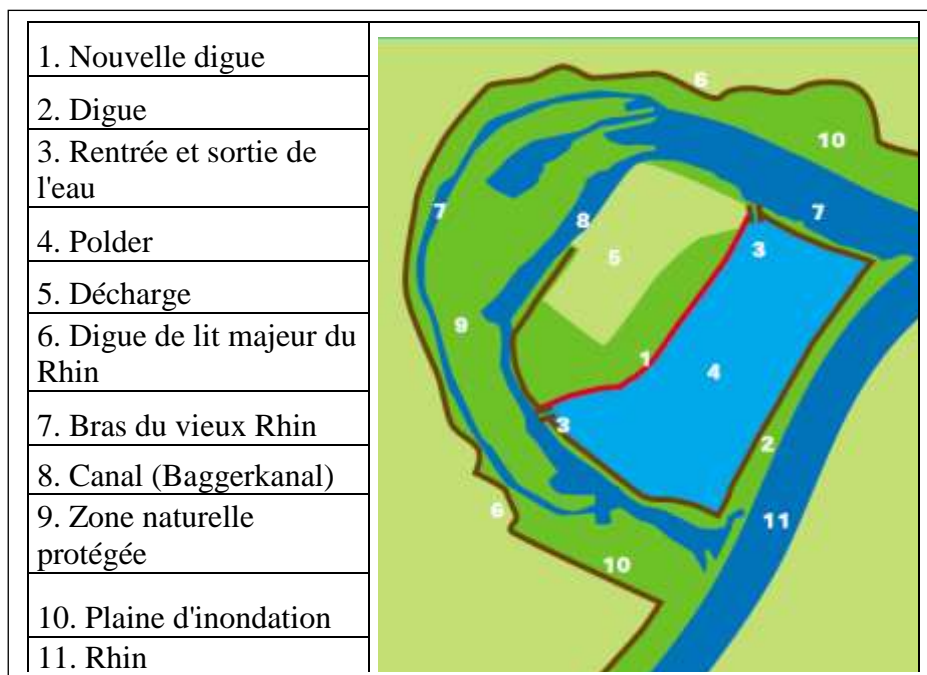 1. Nouvelle digue
2. Digue
3. Rentrée et sortie de
l'eau
4. Polder
5. Décharge
6. Digue de lit majeur du
Rhin
7. Bras du vieux Rhin
8. Canal (Baggerkanal)
9. Zone naturelle
protégée
10. Plaine d'inondation
11. Rhin
6
10
7
8
7
3
5
9
1
4
3
2
6
11
10